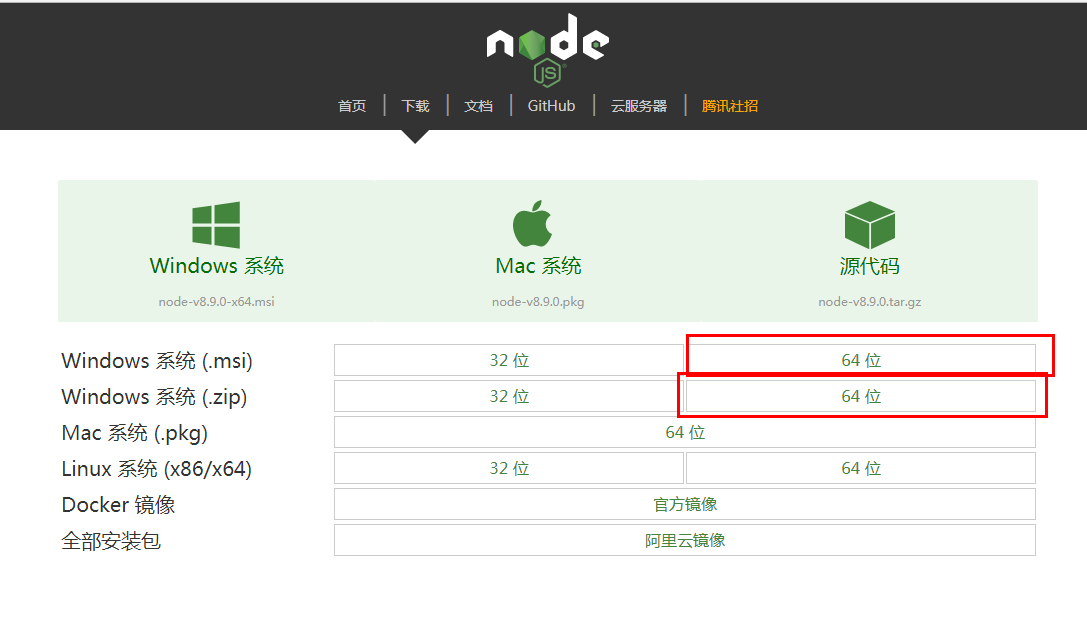 node
JS
首页 下载 文档 GitHub 云服务器 腾讯社招
Windows 系统 Mac 系统 源代码
node-v8.9.0-x64.msi node-v8.9.0.pkg node-v8.9.0.tar.gz
Windows 系统 (.msi) 32 位 64 位
Windows 系统 (.zip) 32 位 64 位
Mac 系统 (.pkg) 64 位
Linux 系统 (x86/x64) 32 位 64 位
Docker 镜像 官方镜像
全部安装包 阿里云镜像